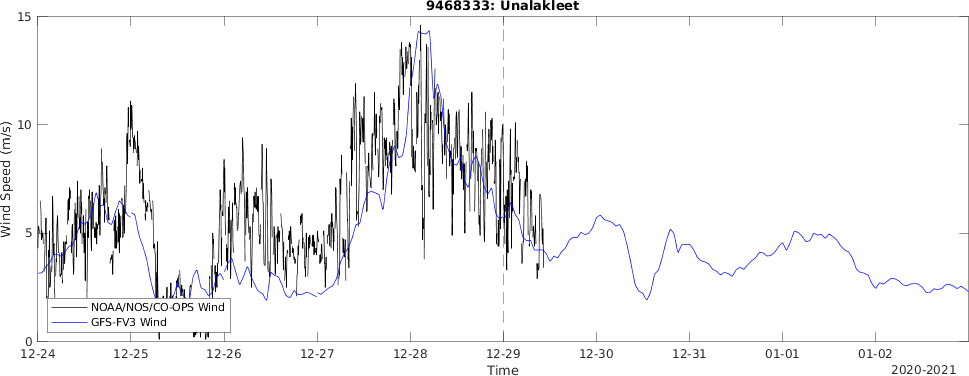 9468333: Unalakleet
15
10
5
0
Wind Speed (m/s)
NOAA/NOS/CO-OPS Wind
GFS-FV3 Wind
12-24 12-25 12-26 12-27 12-28 12-29 12-30 12-31 01-01 01-02
Time
2020-2021